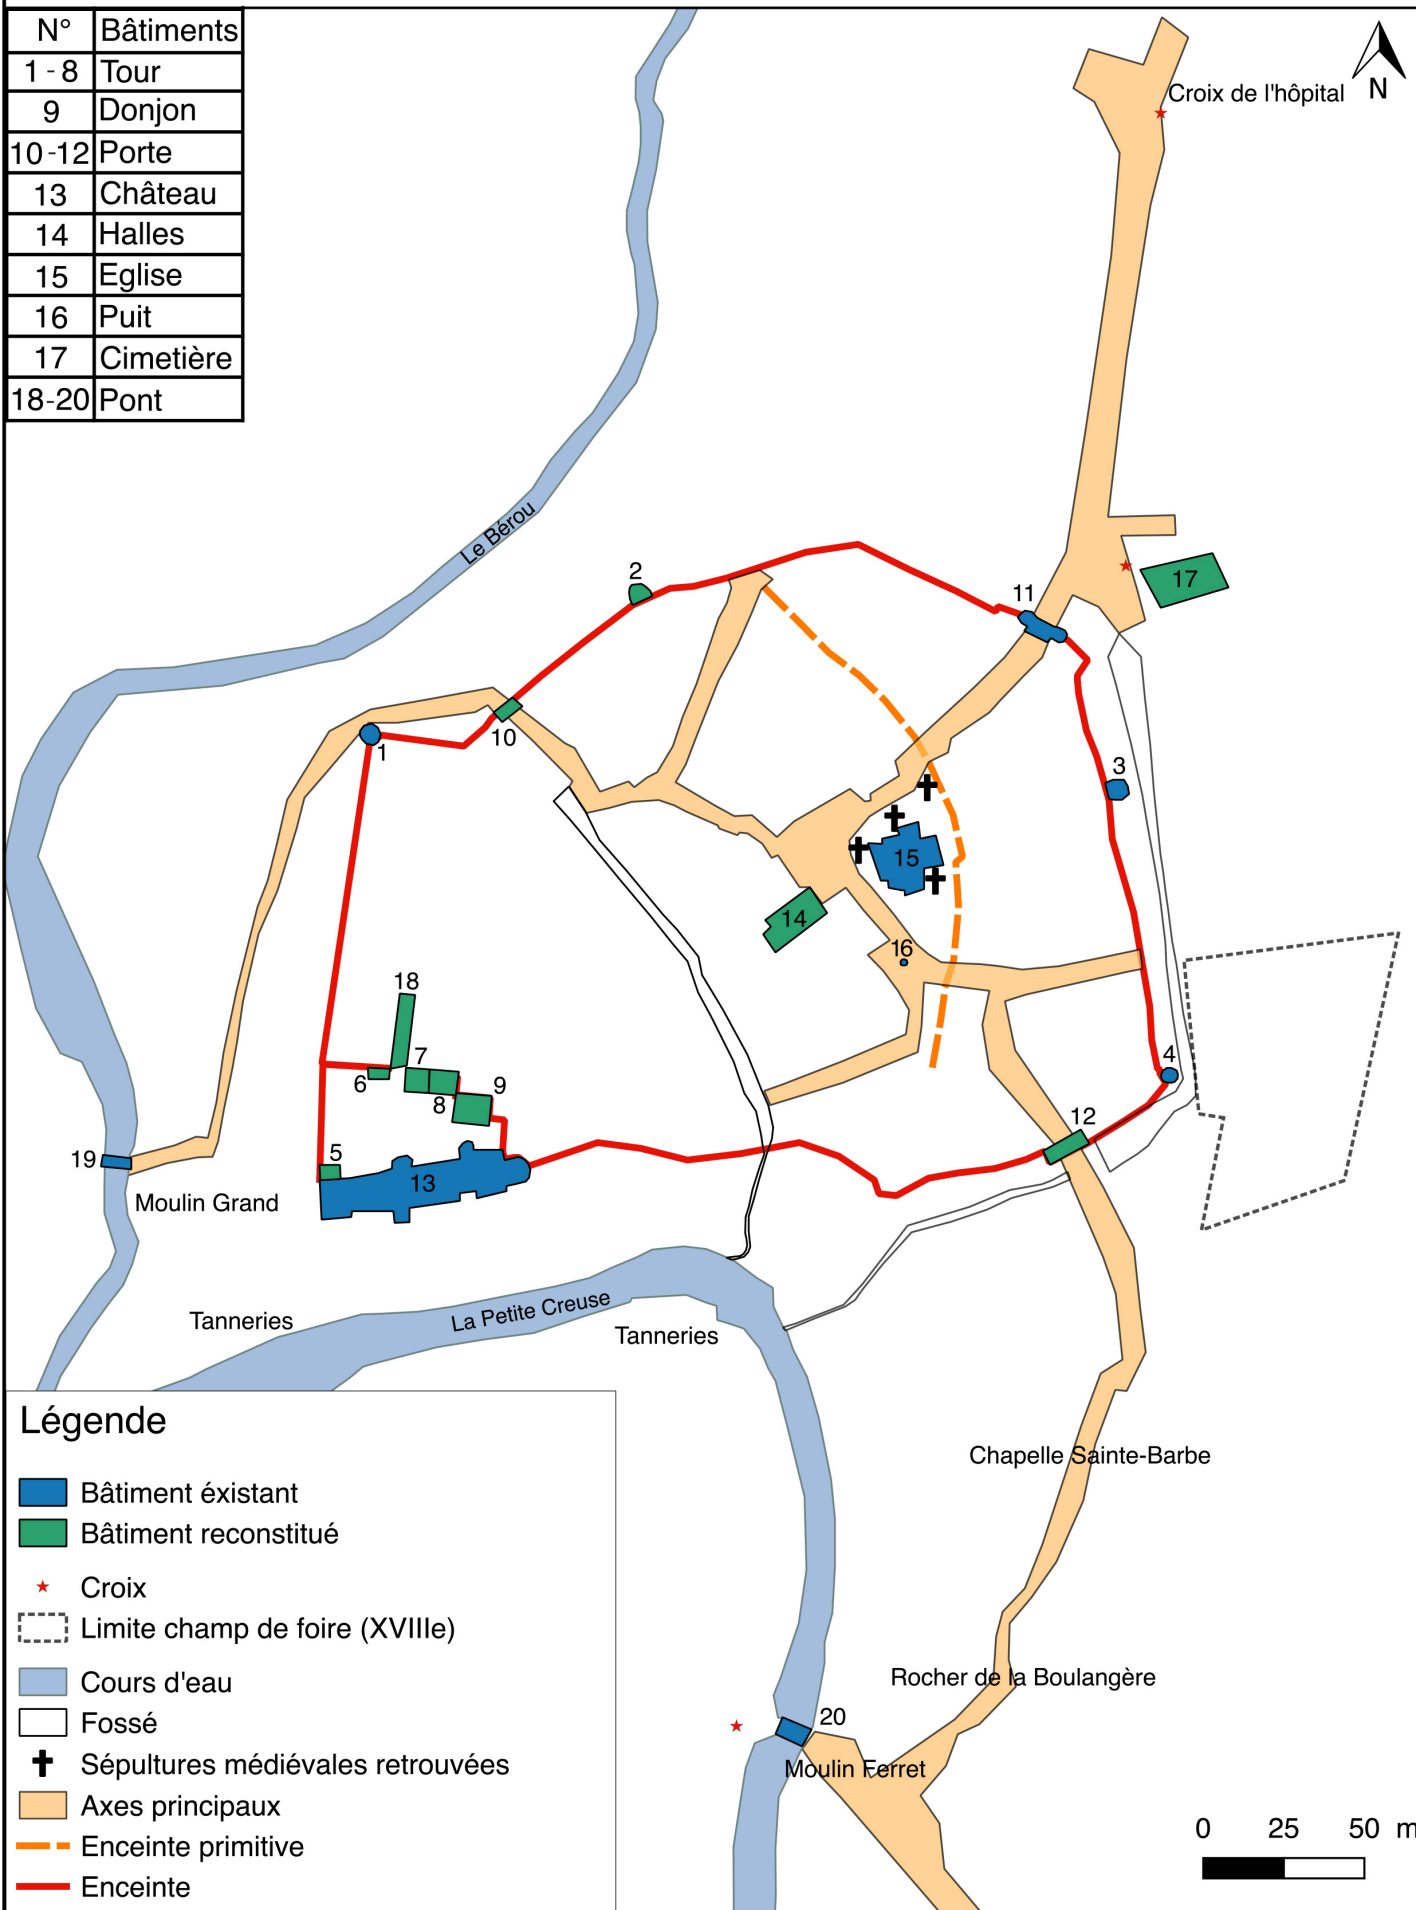 N° Bâtiments
1 - 8 Tour
9 Donjon
10 -12 Porte
13 Château
14 Halles
15 Eglise
16 Puit
17 Cimetière
18-20 Pont
N
Croix de l'hôpital
Le Bérou
2
17
11
10
1
3
15
14
16
18
7
6
8
9
4
12
5
13
19
Moulin Grand
Tanneries
La Petite Creuse
Tanneries
Chapelle Sainte-Barbe
Rocher de la Boulangère
20
Moulin Ferret
Légende
Bâtiment éxistant
Bâtiment reconstitué
Croix
Limite champ de foire (XVIIIe)
Cours d'eau
Fossé
Sépultures médiévales retrouvées
Axes principaux
Enceinte primitive
Enceinte
0 25 50 m